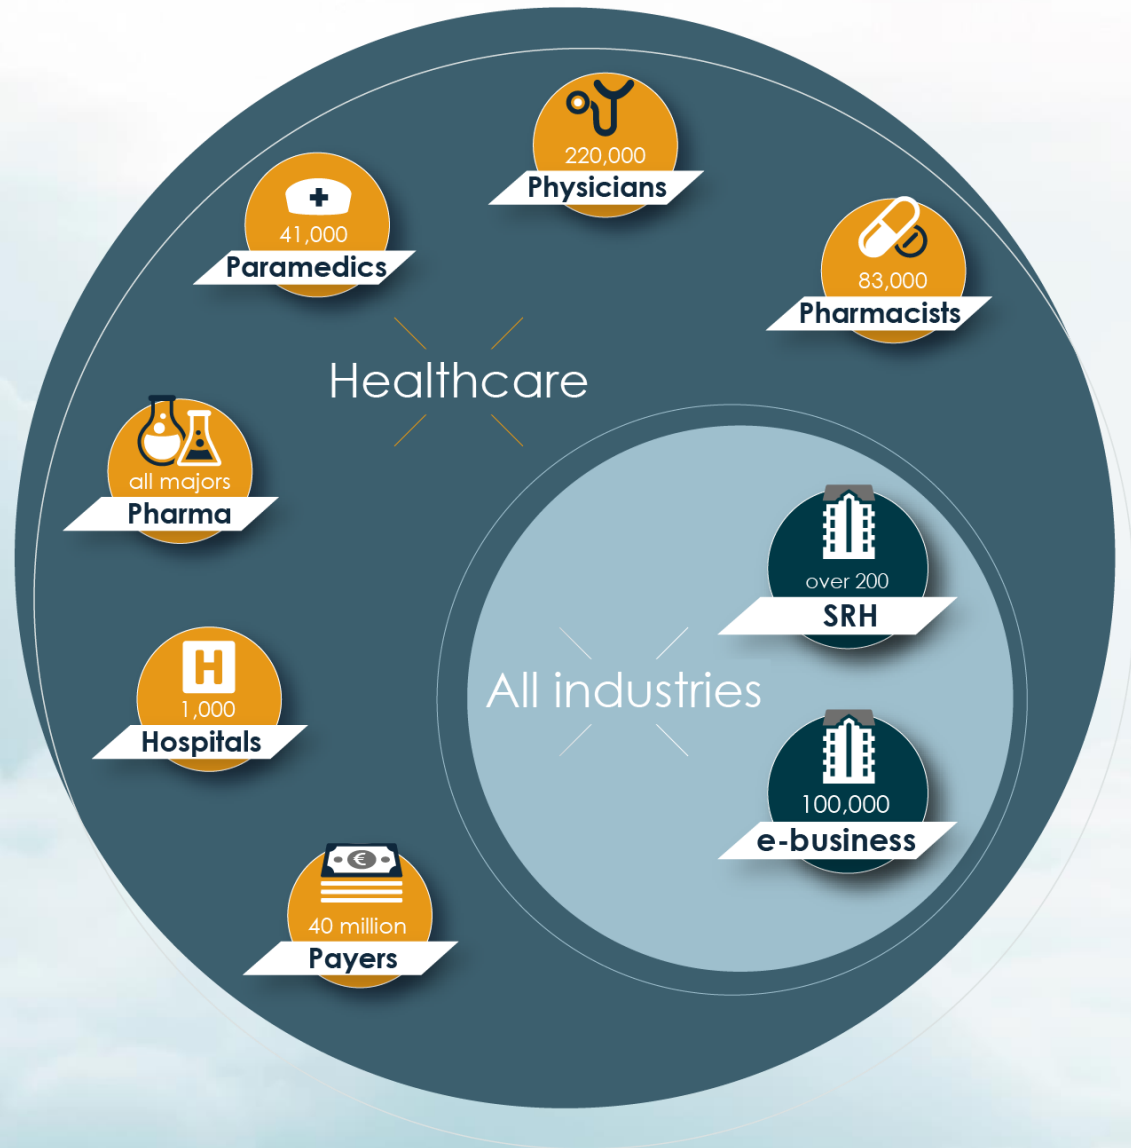 220,000
Physicians
41,000
Paramedics
83,000
Pharmacists
Healthcare
all majors
Pharma
over 200
SRH
H
1,000
Hospitals
All industries
100,000
e-business
€
40 million
Payers